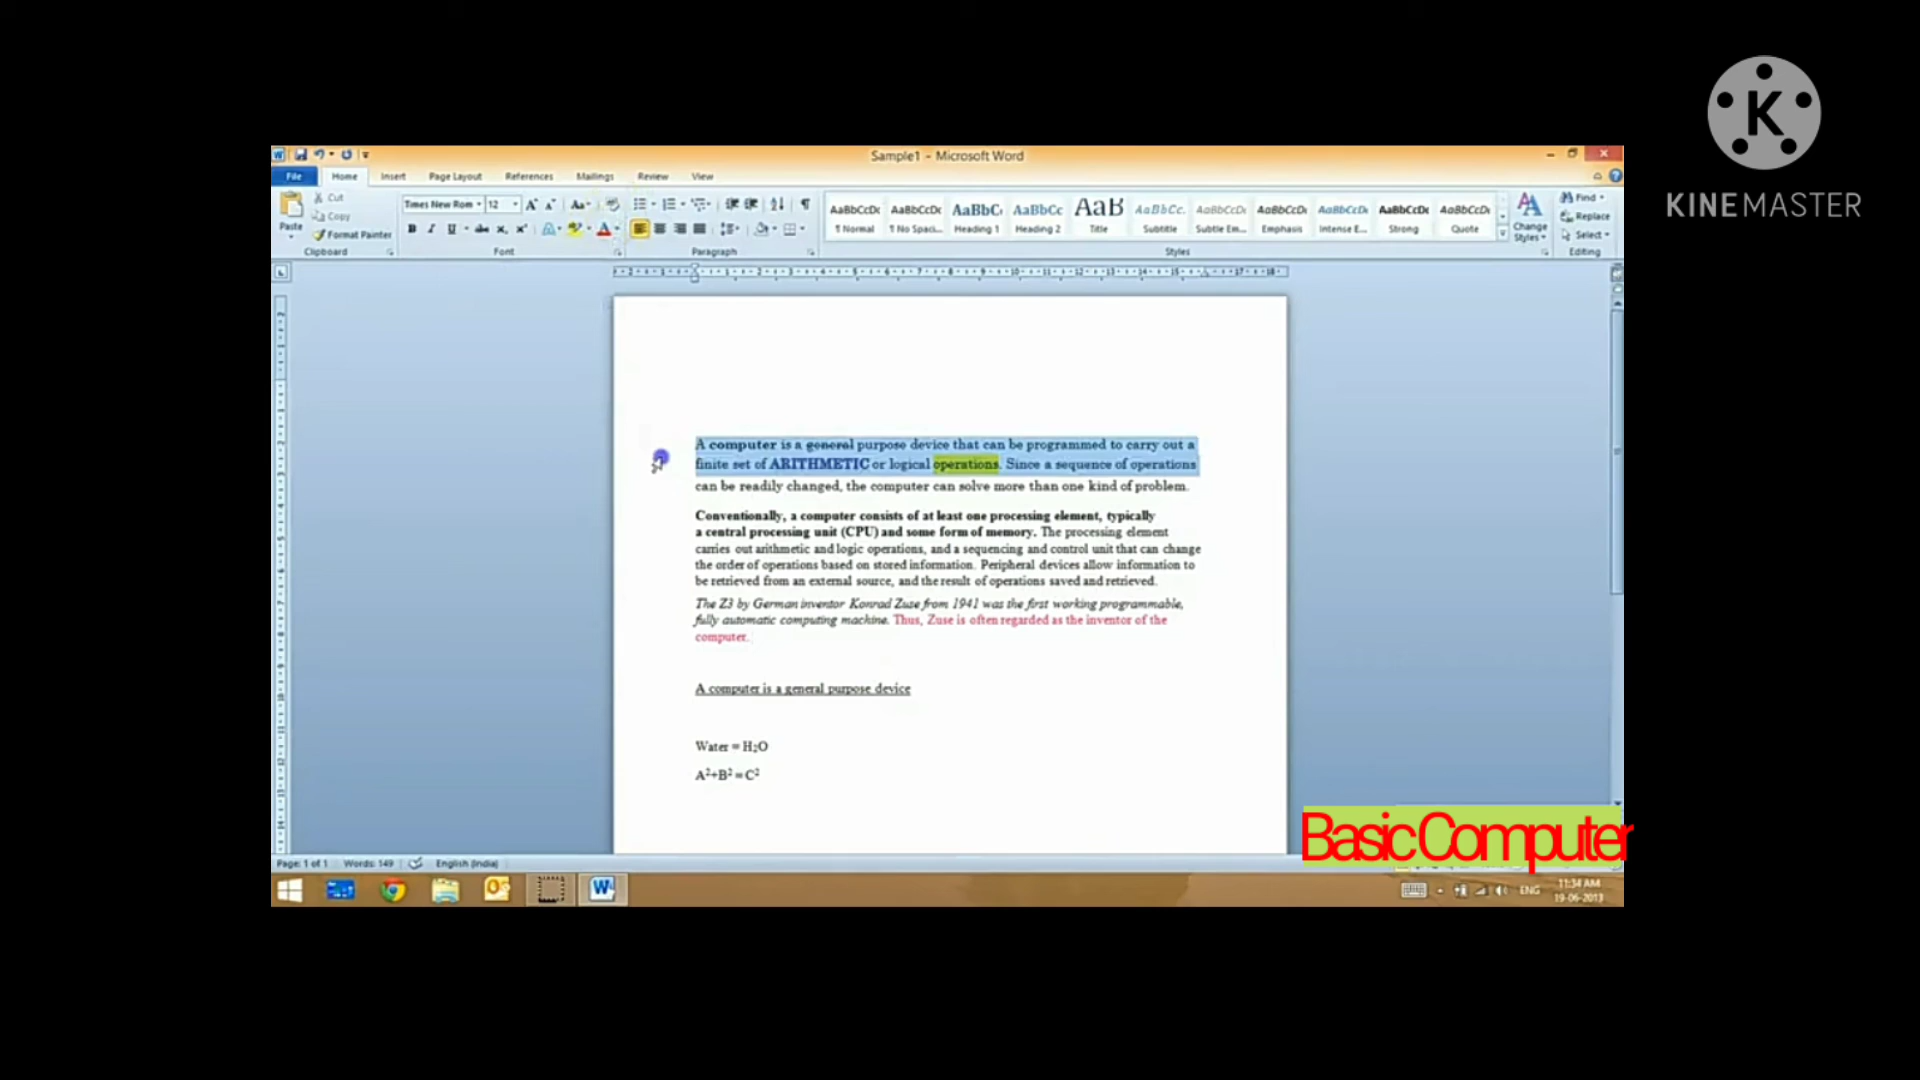 K
KINEMASTER
Sample1 - Microsoft Word
File Home Insert Page Layout References Mailings Review View
Paste
Cut
Copy
Format Painter
Clipboard
Times New Rom 12
Font
Paragraph
AaBbCcDc AaBbCcDc AaBbC AaBbCc AaB AaBbCc. AaBbCcDc AaBbCcDc AaBbCcDc AaBbCcDc AaBbCcDc
¶ Normal ¶ No Spaci... Heading 1 Heading 2 Title Subtitle Subtle Em... Emphasis Intense E... Strong Quote
Styles
Change Styles
Find
Replace
Select
Editing
A computer is a general purpose device that can be programmed to carry out a
finite set of ARITHMETIC or logical operations. Since a sequence of operations
can be readily changed, the computer can solve more than one kind of problem.
Conventionally, a computer consists of at least one processing element, typically
a central processing unit (CPU) and some form of memory. The processing element
carries out arithmetic and logic operations, and a sequencing and control unit that can change
the order of operations based on stored information. Peripheral devices allow information to
be retrieved from an external source, and the result of operations saved and retrieved.
The Z3 by German inventor Konrad Zuse from 1941 was the first working programmable,
fully automatic computing machine. Thus, Zuse is often regarded as the inventor of the
computer.
A computer is a general purpose device
Water = H₂O
A²+B² = C²
Basic Computer
Page: 1 of 1 Words: 149 English (India)
ENG
11:34 AM
19-06-2013